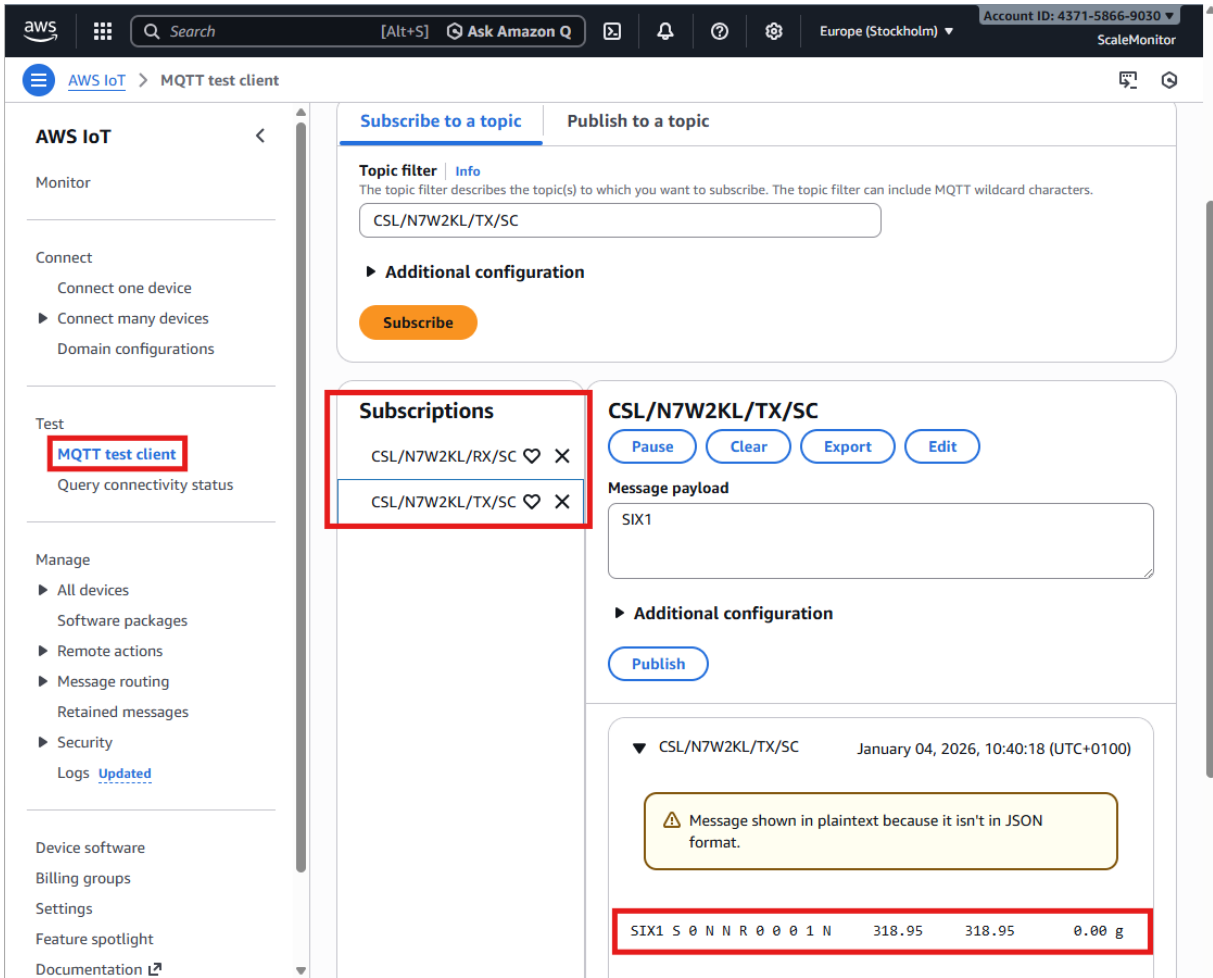 aws
Search [Alt+S] Ask Amazon Q Europe (Stockholm) ▼ Account ID: 4371-5866-9030 ▼
ScaleMonitor
AWS IoT > MQTT test client
AWS IoT
Monitor
Connect
Connect one device
Connect many devices
Domain configurations
Test
MQTT test client
Query connectivity status
Manage
All devices
Software packages
Remote actions
Message routing
Retained messages
Security
Logs Updated
Device software
Billing groups
Settings
Feature spotlight
Documentation
Subscribe to a topic Publish to a topic
Topic filter Info
The topic filter describes the topic(s) to which you want to subscribe. The topic filter can include MQTT wildcard characters.
CSL/N7W2KL/TX/SC
Additional configuration
Subscribe
Subscriptions
CSL/N7W2KL/RX/SC
CSL/N7W2KL/TX/SC
CSL/N7W2KL/TX/SC
Pause Clear Export Edit
Message payload
SIX1
Additional configuration
Publish
CSL/N7W2KL/TX/SC January 04, 2026, 10:40:18 (UTC+0100)
Message shown in plaintext because it isn't in JSON
format.
SIX1 S 0 N N R 0 0 0 1 N 318.95 318.95 0.00 g